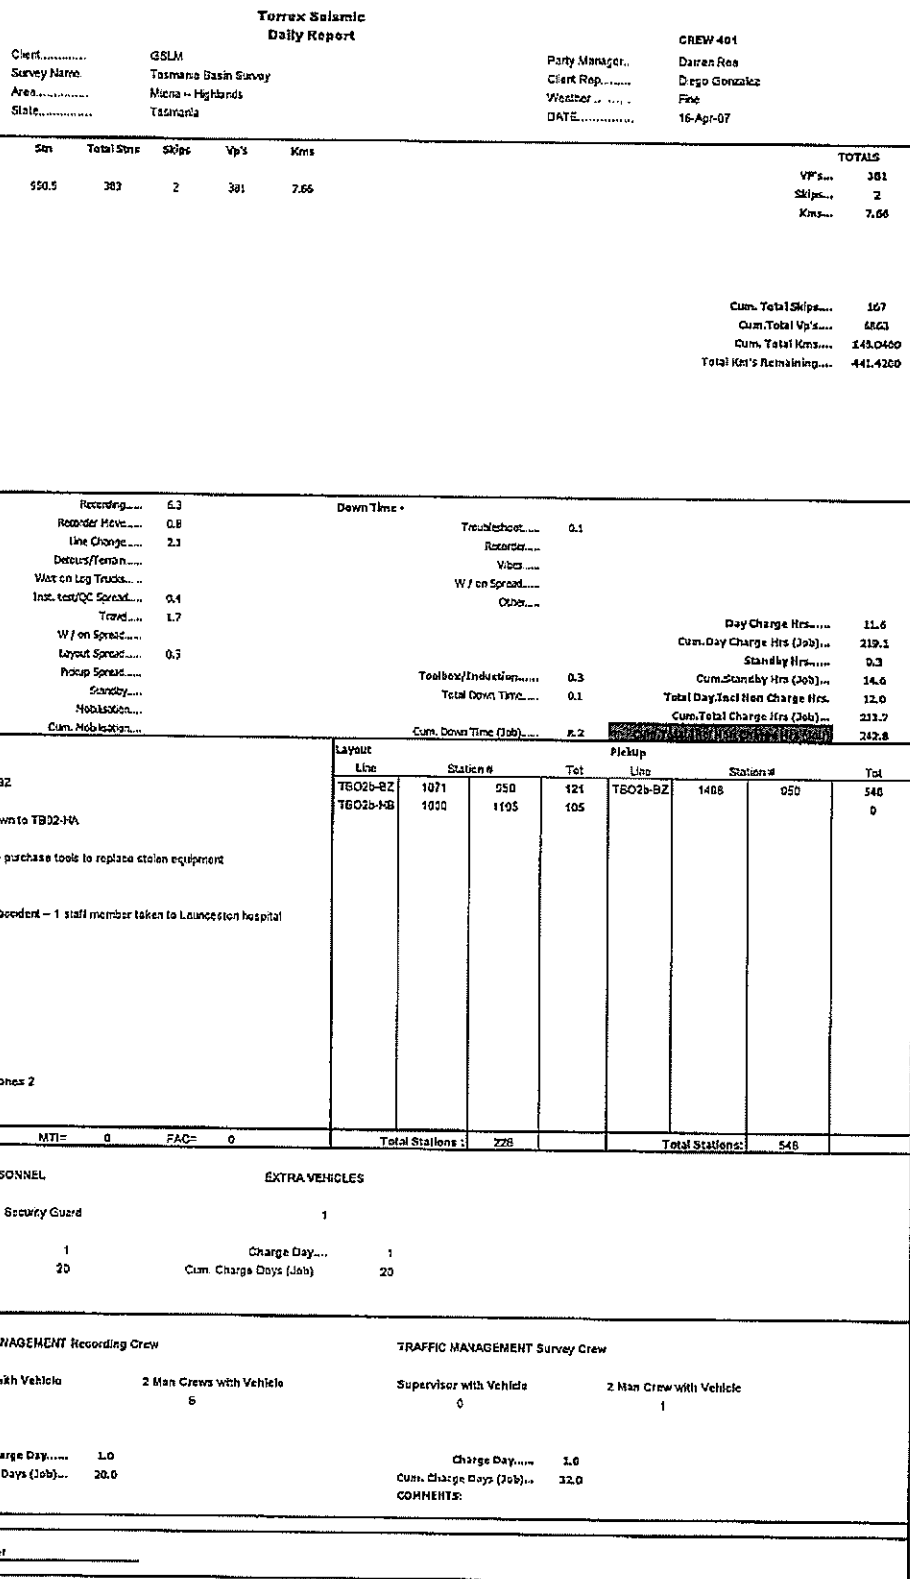 Terrex Seismic
Daily Report
CREW 401
Client............. GSLM Party Manager.. Darren Rea
Survey Name. Tasmania Basin Survey Client Rep........ Diego Gonzalez
Area.............. Miena -- Highlands Weather ........ Fine
State.............. Tasmania DATE.............. 16-Apr-07
Stn Total Stns Skips Vp's Kms TOTALS
950.5 383 2 381 7.66 VP's... 381
Skips... 2
Kms... 7.66
Cum. Total Skips.... 167
Cum.Total Vp's.... 6863
Cum. Total Kms....
Total Km's Remaining.... 441.4200
Recording..... 6.3 Down Time -
Recorder Move..... 0.8 Troubleshoot..... 0.1
Line Change..... 2.1 Recorder....
Detours/Terrain..... Vibes.....
Wait on Log Trucks..... W / on Spread.....
Inst. test/QC Spread.... 0.4 Other....
Travel.... 1.7 Day Charge Hrs..... 11.6
W / on Spread..... Cum.Day Charge Hrs (Job)... 219.1
Layout Spread.... 0.3 Standby Hrs...... 0.3
Pickup Spread..... Toolbox/Induction...... 0.3 Cum.Standby Hrs (Job)... 14.6
Standby.... Total Down Time.... 0.1 Total Day.Incl Non Charge Hrs. 12.0
Mobilisation.... Cum.Total Charge Hrs (Job)... 233.7
Cum. Mobilisation.... Cum. Down Time (Job)..... 8.2 242.8
Layout Pickup
Line Station # Tot Line Station # Tot
BZ TB02b-BZ 1071 950 121 TB02b-BZ 1498 950 548
TB02b-HB 1000 1105 105 0
wn to TB02-HA
purchase tools to replace stolen equipment
accident -- 1 staff member taken to Launceston hospital
ones 2
MTI= 0 FAC= 0 Total Stations : 226 Total Stations: 548
SONNEL EXTRA VEHICLES
Security Guard 1
1 Charge Day.... 1
20 Cum. Charge Days (Job) 20
NAGEMENT Recording Crew TRAFFIC MANAGEMENT Survey Crew
with Vehicle 2 Man Crews with Vehicle Supervisor with Vehicle 2 Man Crew with Vehicle
6 0 1
arge Day...... 1.0 Charge Day..... 1.0
Days (Job)... 20.0 Cum. Charge Days (Job)... 32.0
COMMENTS:
er